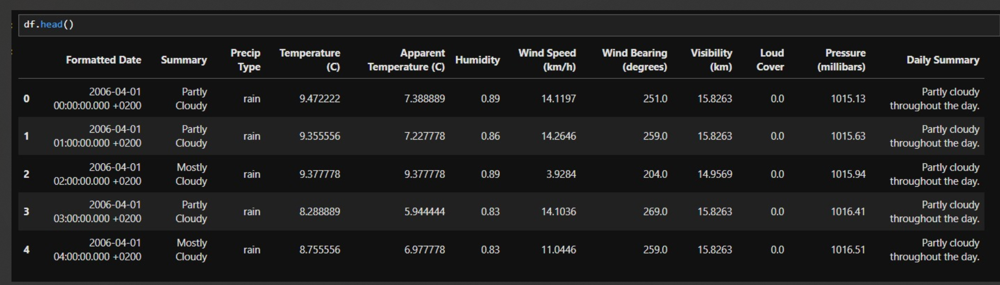 df.head()
Formatted Date Summary Precip Type Temperature (C) Apparent Temperature (C) Humidity Wind Speed (km/h) Wind Bearing (degrees) Visibility (km) Loud Cover Pressure (millibars) Daily Summary
0 2006-04-01 00:00:00.000 +0200 Partly Cloudy rain 9.472222 7.388889 0.89 14.1197 251.0 15.8263 0.0 1015.13 Partly cloudy throughout the day.
1 2006-04-01 01:00:00.000 +0200 Partly Cloudy rain 9.355556 7.227778 0.86 14.2646 259.0 15.8263 0.0 1015.63 Partly cloudy throughout the day.
2 2006-04-01 02:00:00.000 +0200 Mostly Cloudy rain 9.377778 9.377778 0.89 3.9284 204.0 14.9569 0.0 1015.94 Partly cloudy throughout the day.
3 2006-04-01 03:00:00.000 +0200 Partly Cloudy rain 8.288889 5.944444 0.83 14.1036 269.0 15.8263 0.0 1016.41 Partly cloudy throughout the day.
4 2006-04-01 04:00:00.000 +0200 Mostly Cloudy rain 8.755556 6.977778 0.83 11.0446 259.0 15.8263 0.0 1016.51 Partly cloudy throughout the day.